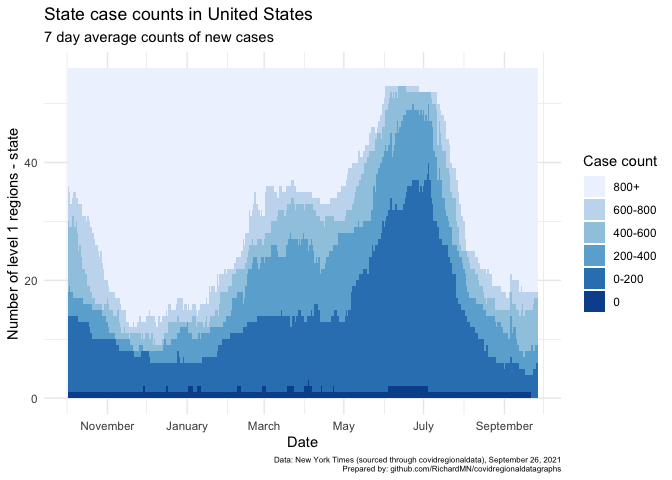 State case counts in United States
7 day average counts of new cases
Number of level 1 regions - state
40
20
0
November
January
March
May
July
September
Date
Case count
800+
600-800
400-600
200-400
0-200
0
Data: New York Times (sourced through covidregionaldata), September 26, 2021
Prepared by: github.com/RichardMN/covidregionaldatagraphs